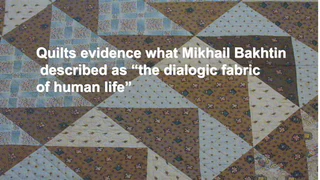 Quilts evidence what Mikhail Bakhtin
described as “the dialogic fabric
of human life”